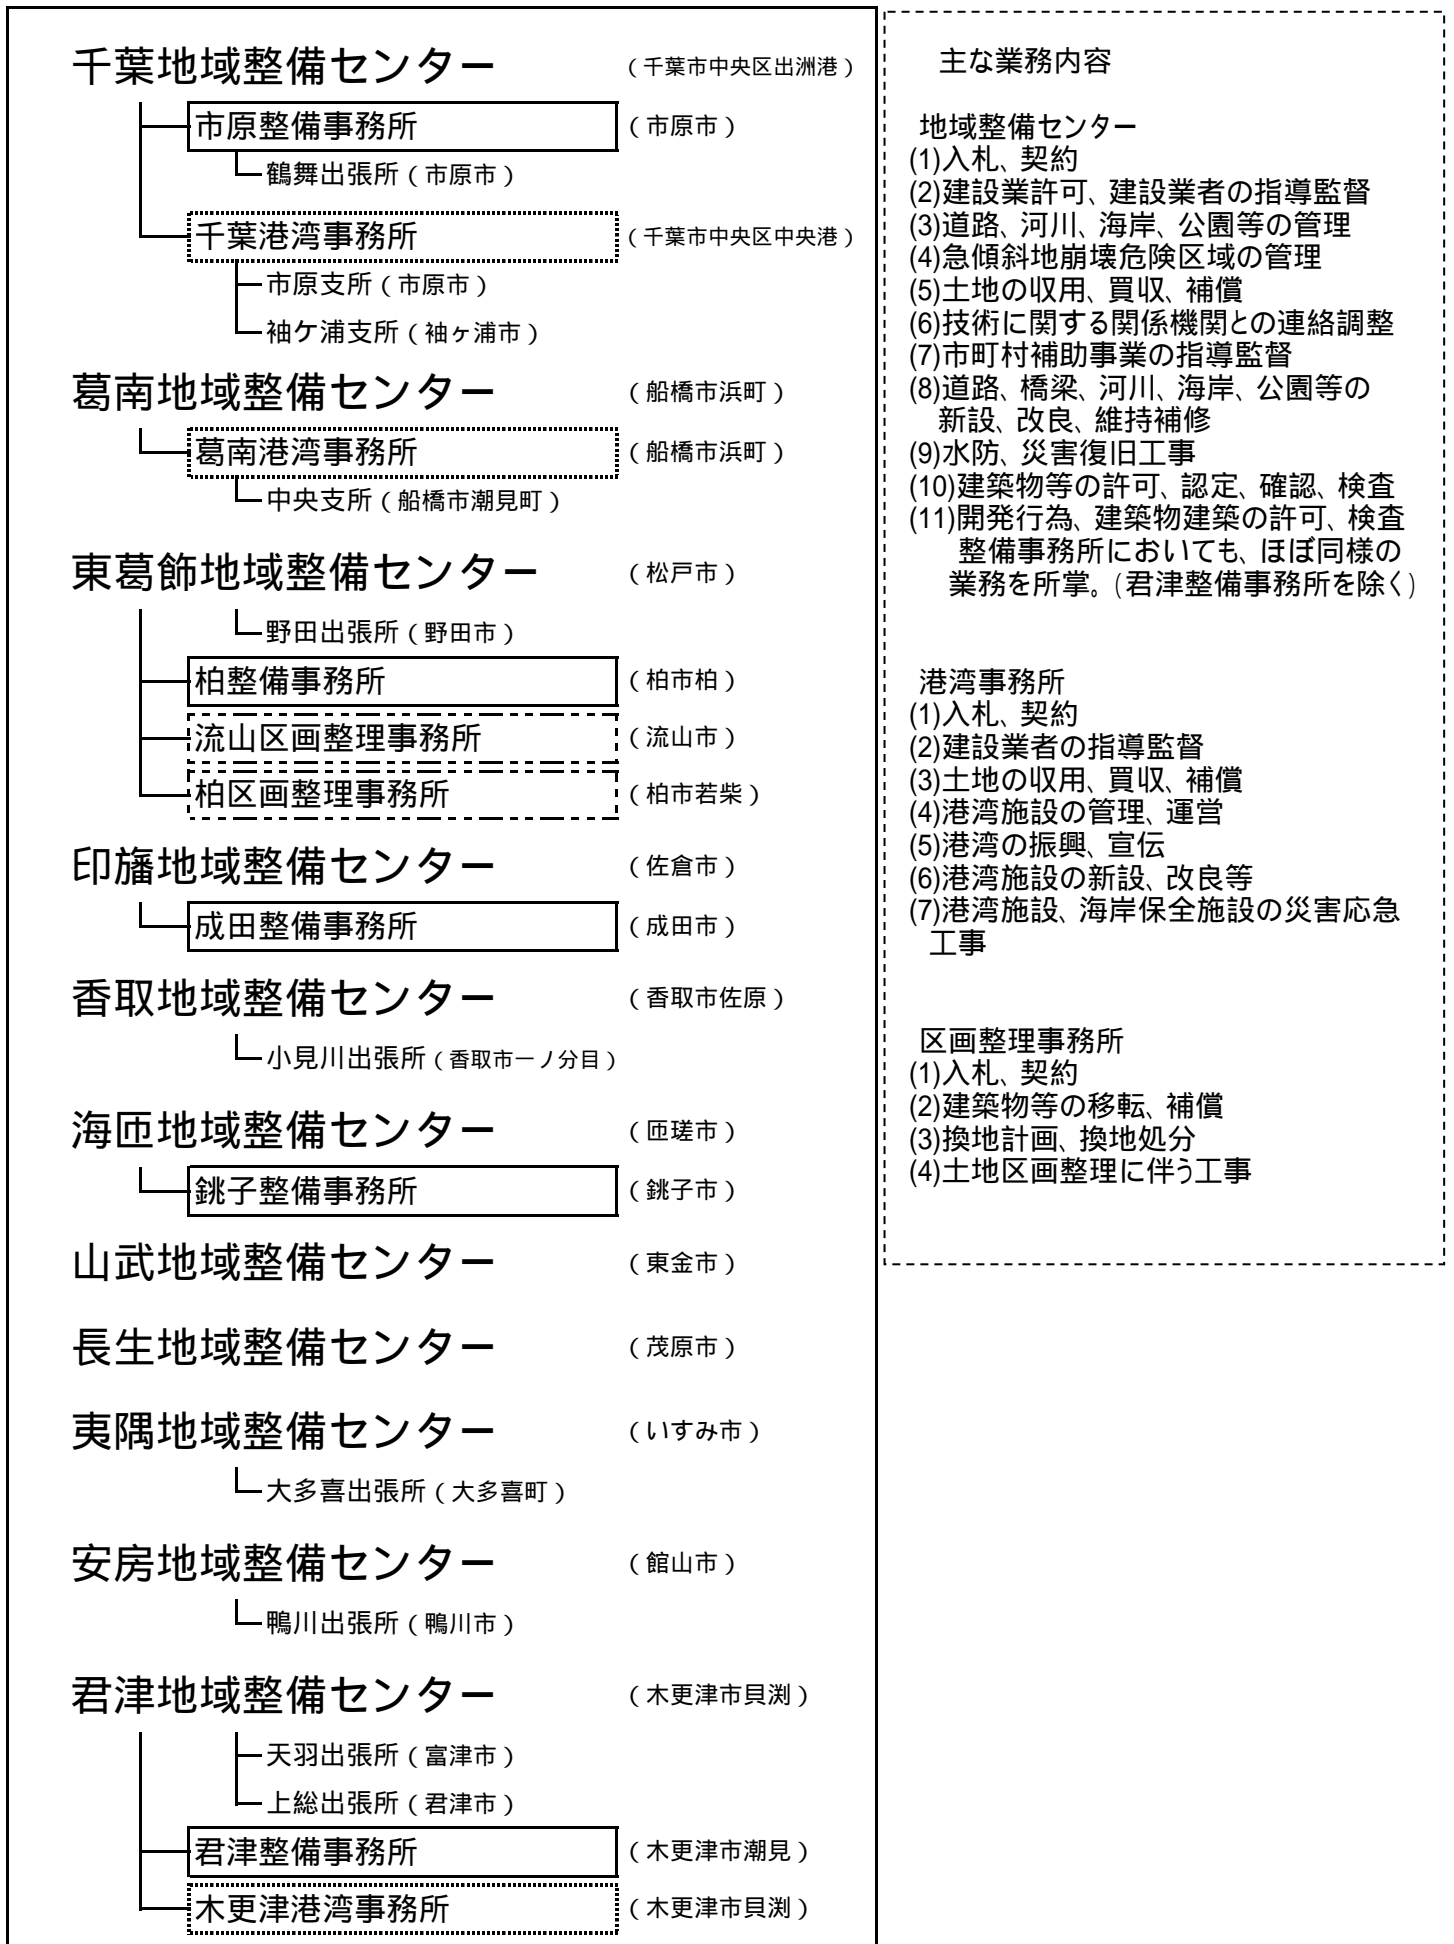 千葉地域整備センター (千葉市中央区出洲港)
市原整備事務所 (市原市)
鶴舞出張所(市原市)
千葉港湾事務所 (千葉市中央区中央港)
市原支所(市原市)
袖ケ浦支所(袖ヶ浦市)
葛南地域整備センター (船橋市浜町)
葛南港湾事務所 (船橋市浜町)
中央支所(船橋市潮見町)
東葛飾地域整備センター (松戸市)
野田出張所(野田市)
柏整備事務所 (柏市柏)
流山区画整理事務所 (流山市)
柏区画整理事務所 (柏市若柴)
印旛地域整備センター (佐倉市)
成田整備事務所 (成田市)
香取地域整備センター (香取市佐原)
小見川出張所(香取市一ノ分目)
海匝地域整備センター (匝瑳市)
銚子整備事務所 (銚子市)
山武地域整備センター (東金市)
長生地域整備センター (茂原市)
夷隅地域整備センター (いすみ市)
大多喜出張所(大多喜町)
安房地域整備センター (館山市)
鴨川出張所(鴨川市)
君津地域整備センター (木更津市貝渕)
天羽出張所(富津市)
上総出張所(君津市)
君津整備事務所 (木更津市潮見)
木更津港湾事務所 (木更津市貝渕)
主な業務内容
地域整備センター
(1)入札、契約
(2)建設業許可、建設業者の指導監督
(3)道路、河川、海岸、公園等の管理
(4)急傾斜地崩壊危険区域の管理
(5)土地の収用、買収、補償
(6)技術に関する関係機関との連絡調整
(7)市町村補助事業の指導監督
(8)道路、橋梁、河川、海岸、公園等の
新設、改良、維持補修
(9)水防、災害復旧工事
(10)建築物等の許可、認定、確認、検査
(11)開発行為、建築物建築の許可、検査
整備事務所においても、ほぼ同様の
業務を所掌。(君津整備事務所を除く)
港湾事務所
(1)入札、契約
(2)建設業者の指導監督
(3)土地の収用、買収、補償
(4)港湾施設の管理、運営
(5)港湾の振興、宣伝
(6)港湾施設の新設、改良等
(7)港湾施設、海岸保全施設の災害応急
工事
区画整理事務所
(1)入札、契約
(2)建築物等の移転、補償
(3)換地計画、換地処分
(4)土地区画整理に伴う工事